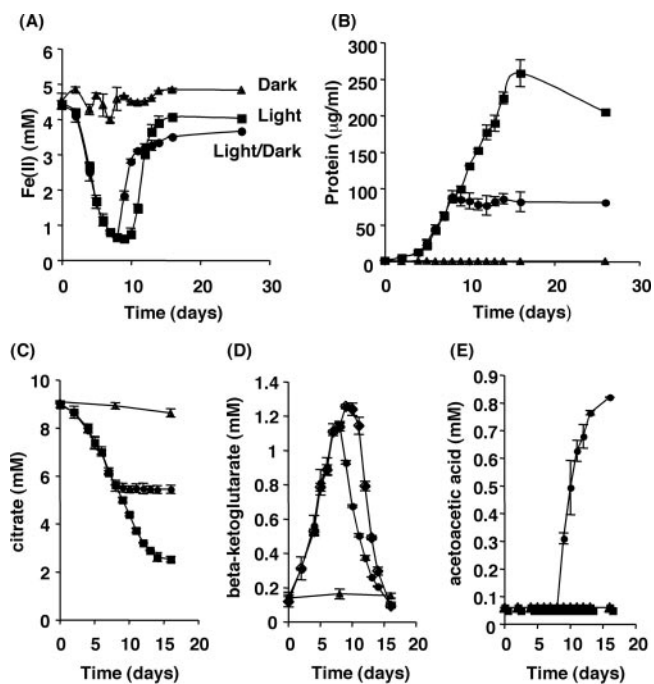 (A)
Fe(II) (mM)
6
5
4
3
2
1
0
0 10 20 30
Time (days)
Dark
Light
Light/Dark
(B)
Protein (μg/ml)
300
250
200
150
100
50
0
0 10 20 30
Time (days)
(C)
citrate (mM)
10
8
6
4
2
0
0 5 10 15 20
Time (days)
(D)
beta-ketoglutarate (mM)
1.4
1.2
1.0
0.8
0.6
0.4
0.2
0
0 5 10 15 20
Time (days)
(E)
acetoacetic acid (mM)
0.9
0.8
0.7
0.6
0.5
0.4
0.3
0.2
0.1
0
0 5 10 15 20
Time (days)